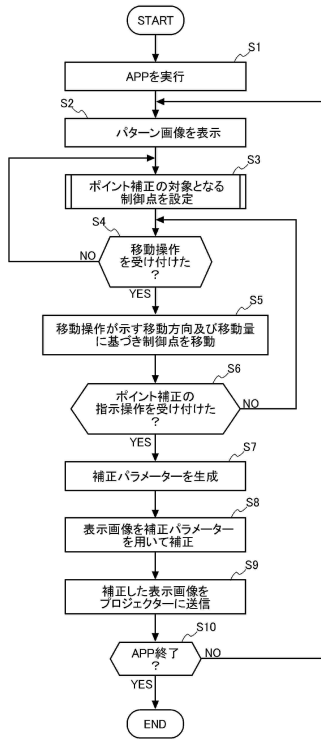 START
S1
APPを実行
S2
パターン画像を表示
S3
ポイント補正の対象となる
制御点を設定
S4
移動操作
を受け付けた
?
NO
YES
S5
移動操作が示す移動方向及び移動量
に基づき制御点を移動
S6
ポイント補正の
指示操作を受け付けた
?
NO
YES
S7
補正パラメーターを生成
S8
表示画像を補正パラメーター
を用いて補正
S9
補正した表示画像を
プロジェクターに送信
S10
APP終了
?
NO
YES
END